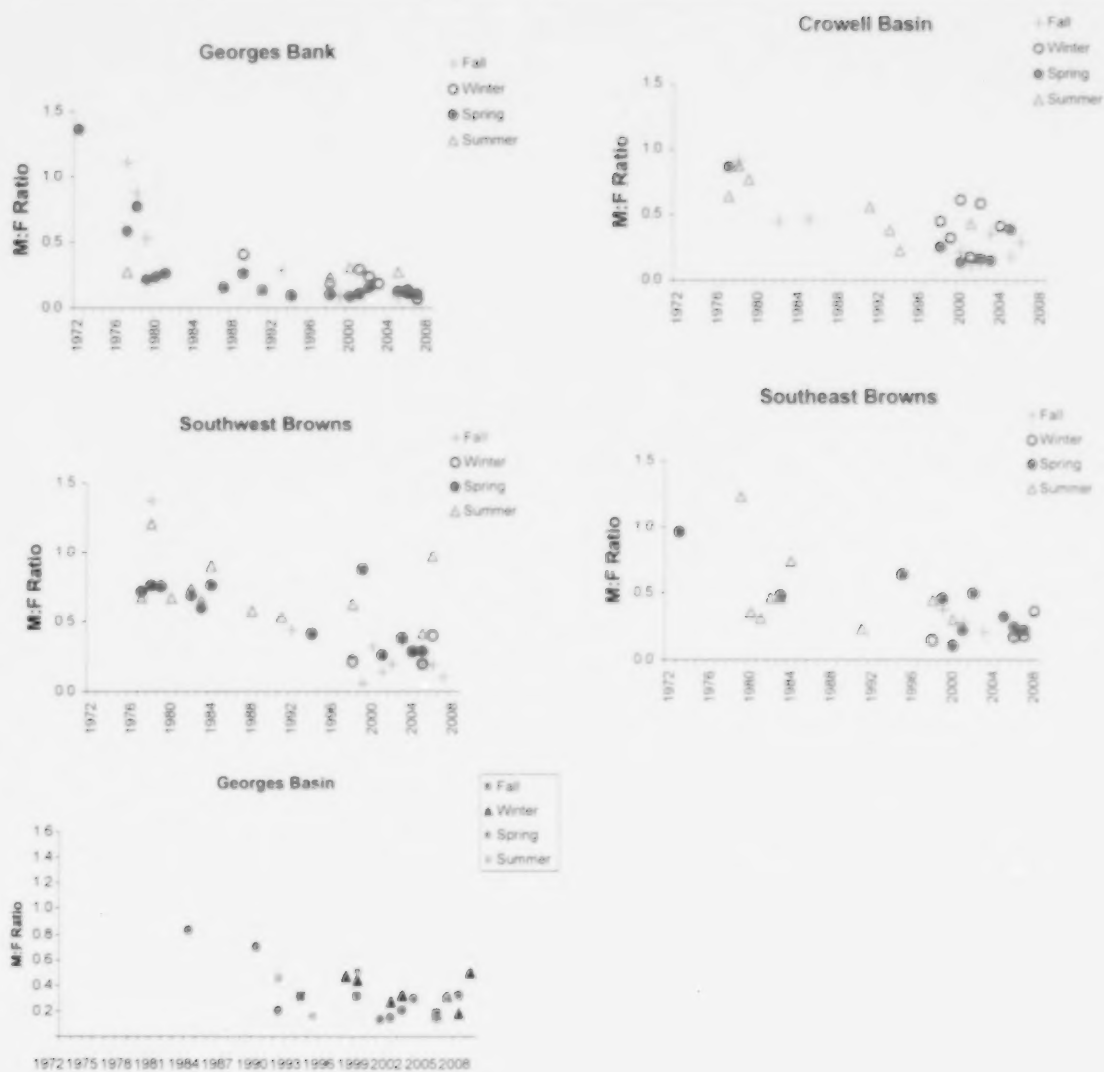 Georges Bank
Fall
Winter
Spring
Summer
M:F Ratio
1.5
1.0
0.5
0.0
1972
1976
1980
1984
1988
1992
1996
2000
2004
2008
Crowell Basin
Fall
Winter
Spring
Summer
M:F Ratio
1.5
1.0
0.5
0.0
1972
1976
1980
1984
1988
1992
1996
2000
2004
2008
Southwest Browns
Fall
Winter
Spring
Summer
M:F Ratio
1.5
1.0
0.5
0.0
1972
1976
1980
1984
1988
1992
1996
2000
2004
2008
Southeast Browns
Fall
Winter
Spring
Summer
M:F Ratio
1.5
1.0
0.5
0.0
1972
1976
1980
1984
1988
1992
1996
2000
2004
2008
Georges Basin
Fall
Winter
Spring
Summer
M:F Ratio
1.6
1.4
1.2
1.0
0.8
0.6
0.4
0.2
1972 1975 1978 1981 1984 1987 1990 1993 1996 1999 2002 2005 2008